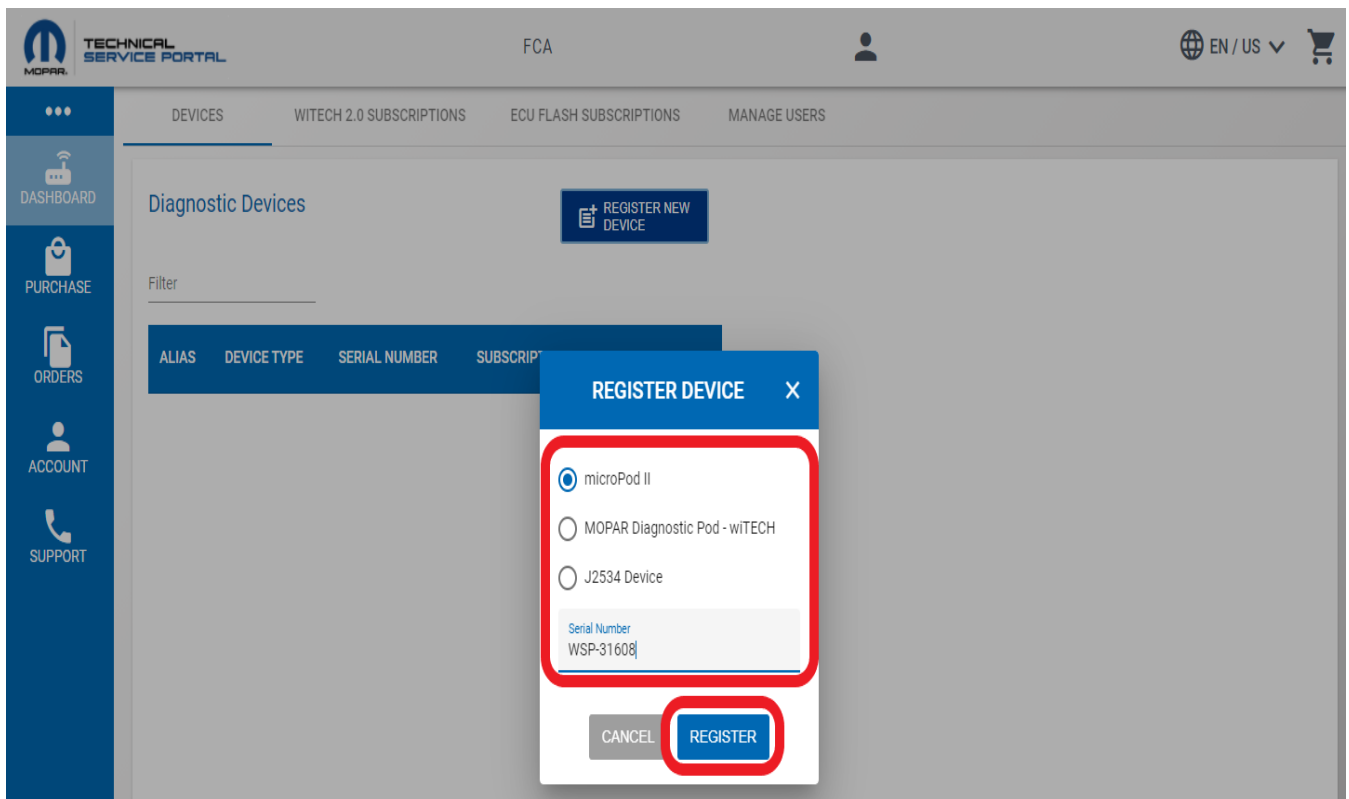 MOPAR.
TECHNICAL
SERVICE PORTAL
FCA
EN / US
DASHBOARD
PURCHASE
ORDERS
ACCOUNT
SUPPORT
DEVICES
WITECH 2.0 SUBSCRIPTIONS
ECU FLASH SUBSCRIPTIONS
MANAGE USERS
Diagnostic Devices
REGISTER NEW
DEVICE
Filter
ALIAS
DEVICE TYPE
SERIAL NUMBER
SUBSCRIPT
REGISTER DEVICE X
microPod II
MOPAR Diagnostic Pod - wiTECH
J2534 Device
Serial Number
WSP-31608
CANCEL
REGISTER